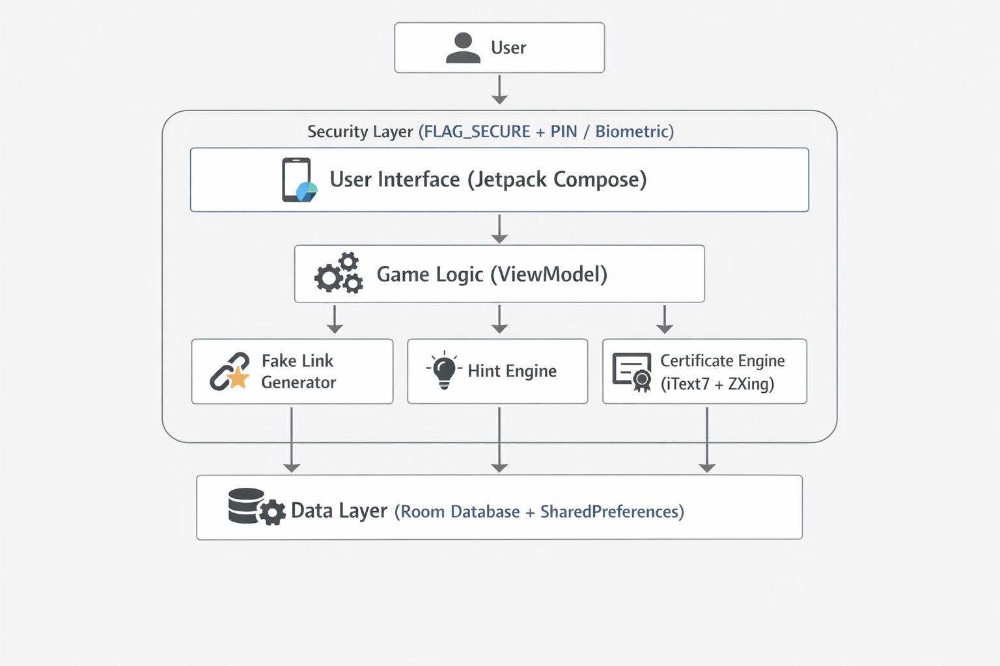 User
Security Layer (FLAG_SECURE + PIN / Biometric)
User Interface (Jetpack Compose)
Game Logic (ViewModel)
Fake Link
Generator
Hint Engine
Certificate Engine
(iText7 + ZXing)
Data Layer (Room Database + SharedPreferences)